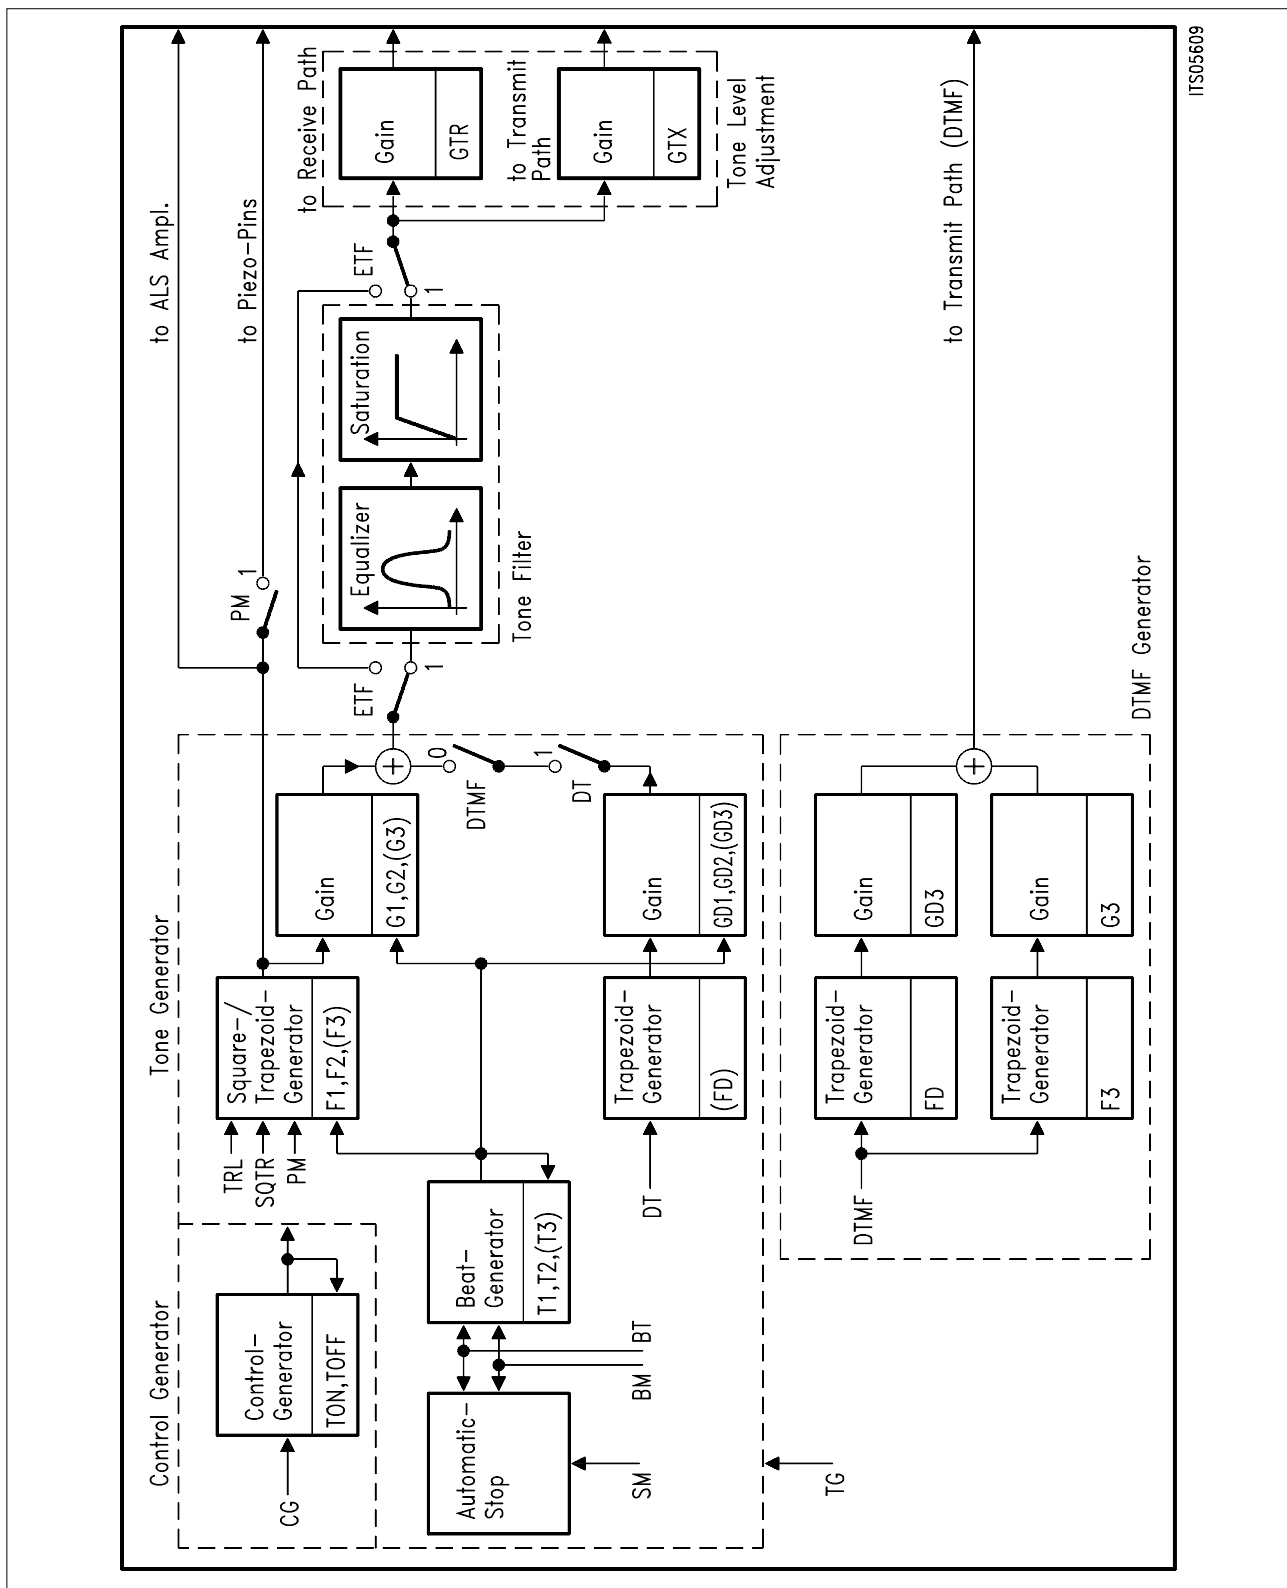 Control Generator
CG
Control-
Generator
TON,TOFF
Tone Generator
TRL
SQTR
PM
Square-/
Trapezoid-
Generator
F1,F2,(F3)
Gain
G1,G2,(G3)
Automatic-
Stop
SM
BM
BT
Beat-
Generator
T1,T2,(T3)
DT
Trapezoid-
Generator
(FD)
Gain
GD1,GD2,(GD3)
DTMF
0
DT
1
TG
PM
1
to ALS Ampl.
to Piezo-Pins
ETF
1
Equalizer
Saturation
Tone Filter
ETF
1
to Receive Path
Gain
GTR
to Transmit
Path
Gain
GTX
Tone Level
Adjustment
DTMF
Trapezoid-
Generator
FD
Gain
GD3
Trapezoid-
Generator
F3
Gain
G3
DTMF Generator
to Transmit Path (DTMF)
ITS05609